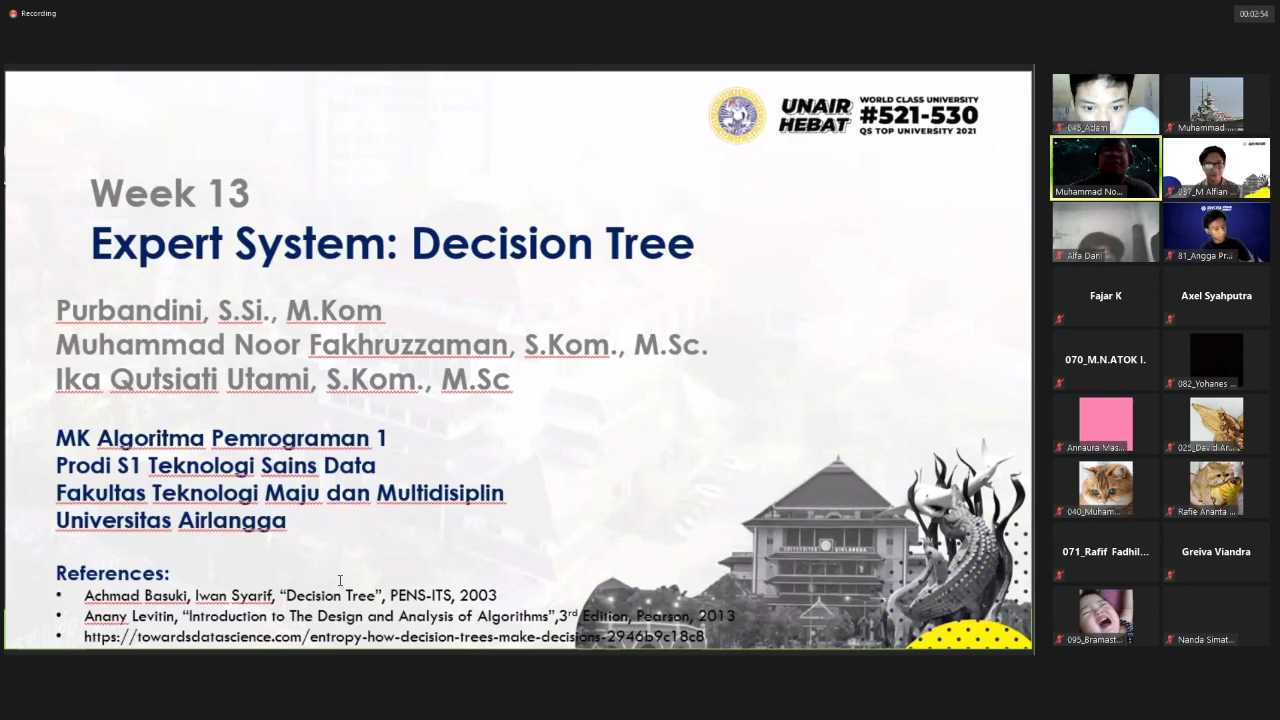 Recording
00:02:54
UNAIR HEBAT
WORLD CLASS UNIVERSITY
#521-530
QS TOP UNIVERSITY 2021
Week 13
Expert System: Decision Tree
Purbandini, S.Si., M.Kom
Muhammad Noor Fakhruzzaman, S.Kom., M.Sc.
Ika Qutsiati Utami, S.Kom., M.Sc
MK Algoritma Pemrograman 1
Prodi S1 Teknologi Sains Data
Fakultas Teknologi Maju dan Multidisiplin
Universitas Airlangga
References:
• Achmad Basuki, Iwan Syarif, “Decision Tree”, PENS-ITS, 2003
• Anany Levitin, “Introduction to The Design and Analysis of Algorithms”,3rd Edition, Pearson, 2013
• https://towardsdatascience.com/entropy-how-decision-trees-make-decisions-2946b9c18c8
UNIVERSITAS AIRLANGGA
045_Adam
Muhammad ...
Muhammad No...
M Alfian ...
Alfa Dani
81_Angga Pr...
Fajar K
Axel Syahputra
070_M.N.ATOK I.
082_Yohanes ...
Annaura Mas...
025_David Ar...
040_Muham...
Rafie Ananta ...
071_Rafif Fadhil...
Greiva Viandra
095_Bramast...
Nanda Simat...